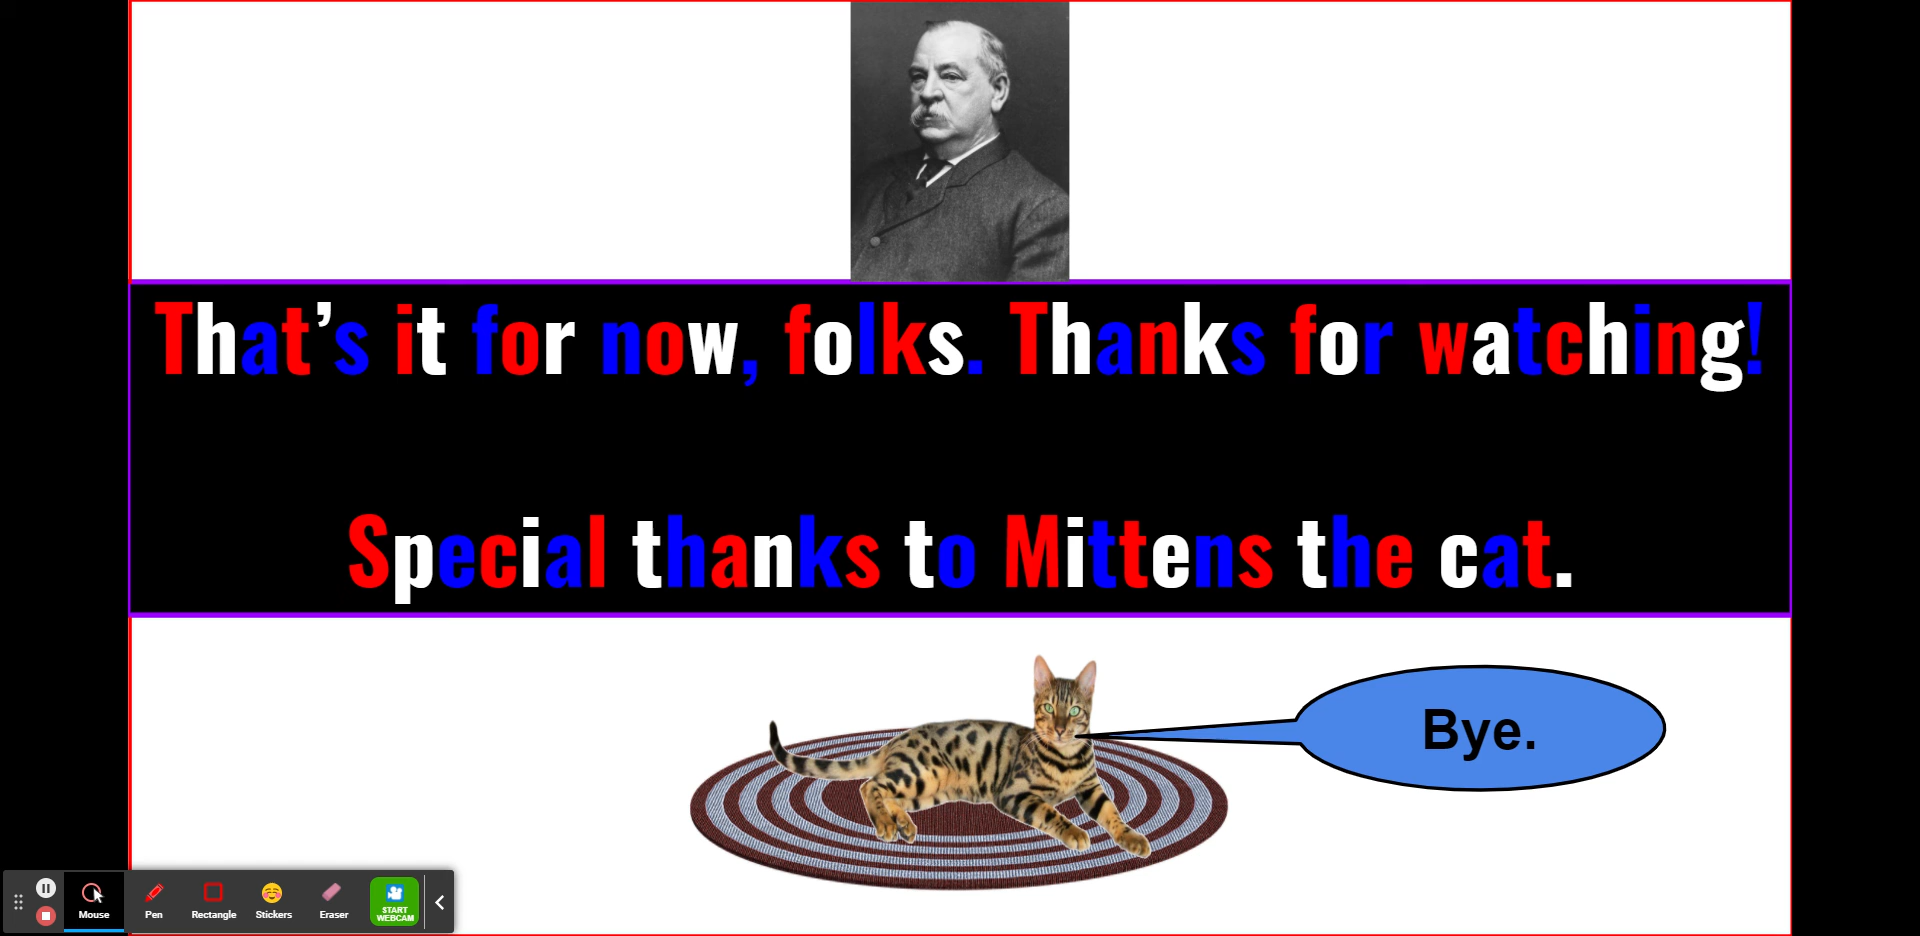 That’s it for now, folks. Thanks for watching!
Special thanks to Mittens the cat.
Bye.
Mouse
Pen
Rectangle
Stickers
Eraser
START
WEBCAM